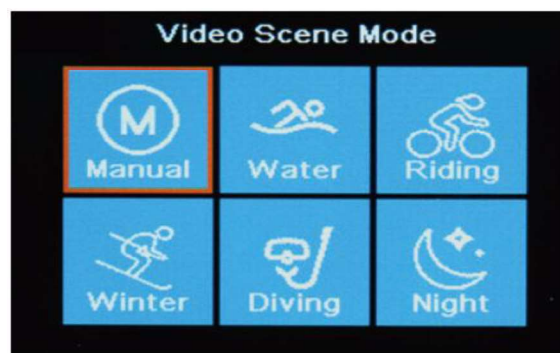 Video Scene Mode
M
Manual
Water
Riding
Winter
Diving
Night